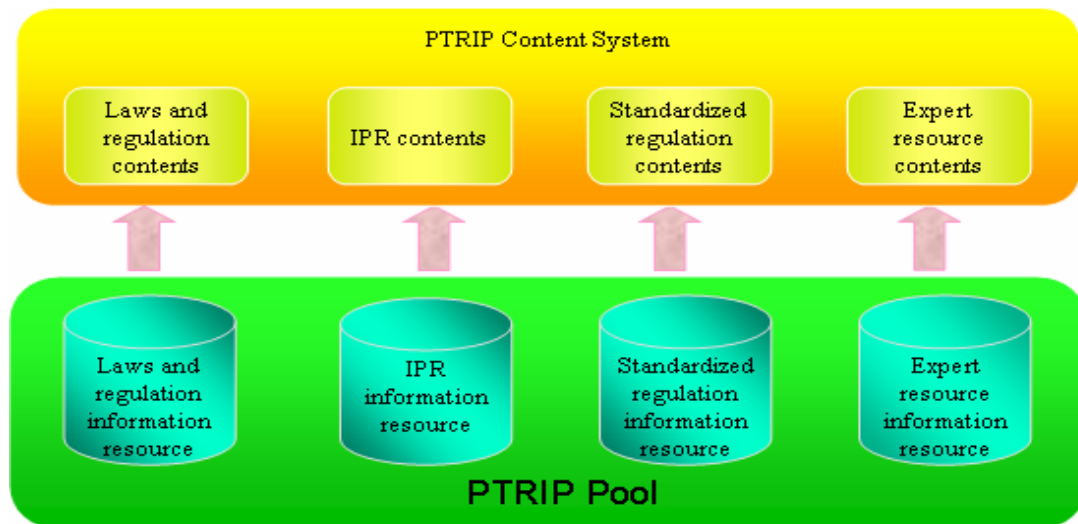 PTRIP Content System
Laws and
regulation
contents
IPR contents
Standardized
regulation
contents
Expert
resource
contents
Laws and
regulation
information
resource
IPR
information
resource
Standardized
regulation
information
resource
Expert
resource
information
resource
PTRIP Pool